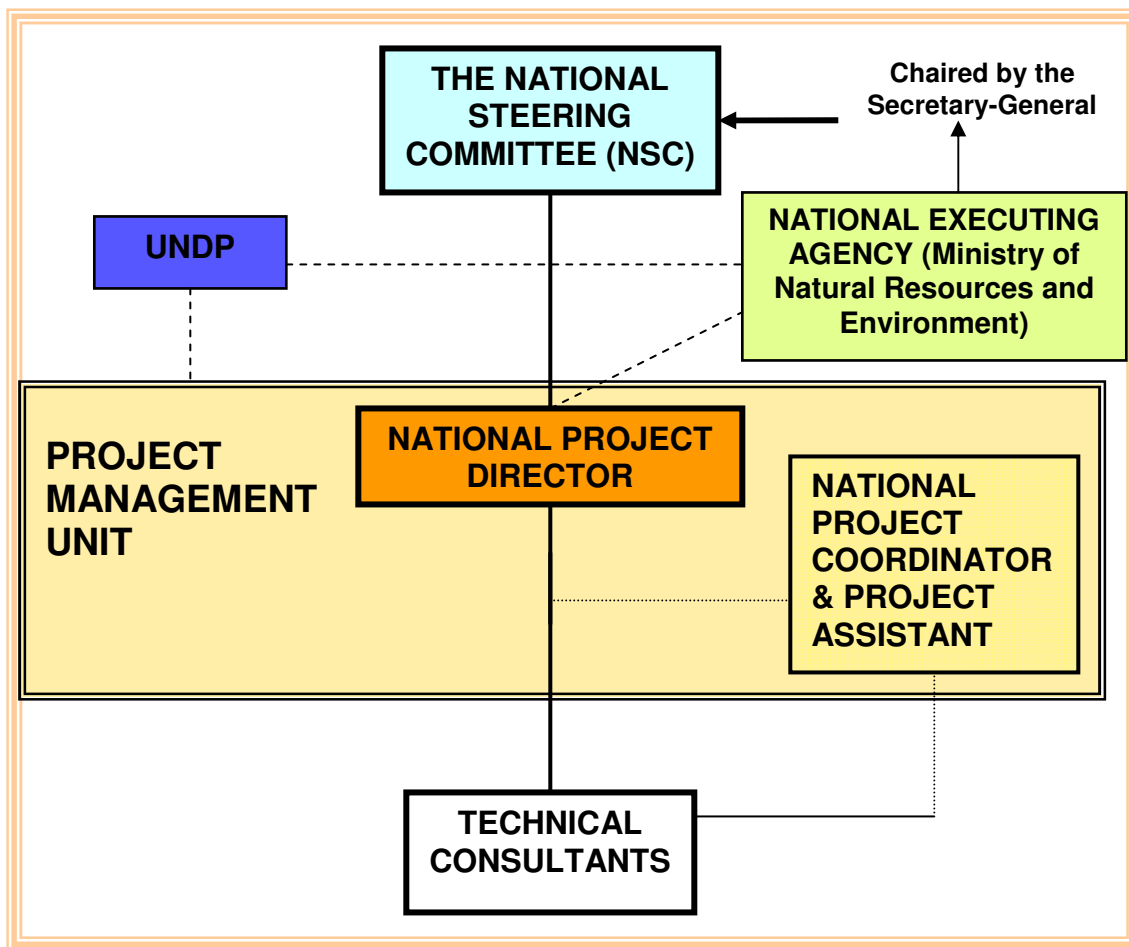 THE NATIONAL
STEERING
COMMITTEE (NSC)
Chaired by the
Secretary-General
UNDP
NATIONAL EXECUTING
AGENCY (Ministry of
Natural Resources and
Environment)
PROJECT
MANAGEMENT
UNIT
NATIONAL PROJECT
DIRECTOR
NATIONAL
PROJECT
COORDINATOR
& PROJECT
ASSISTANT
TECHNICAL
CONSULTANTS